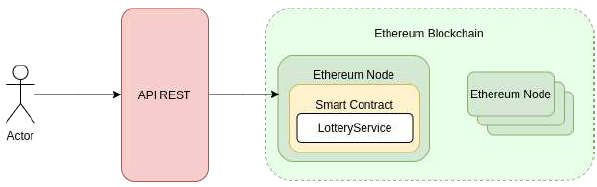 Ethereum Blockchain
Ethereum Node
Smart Contract
LotteryService
Ethereum Node
API REST
Actor